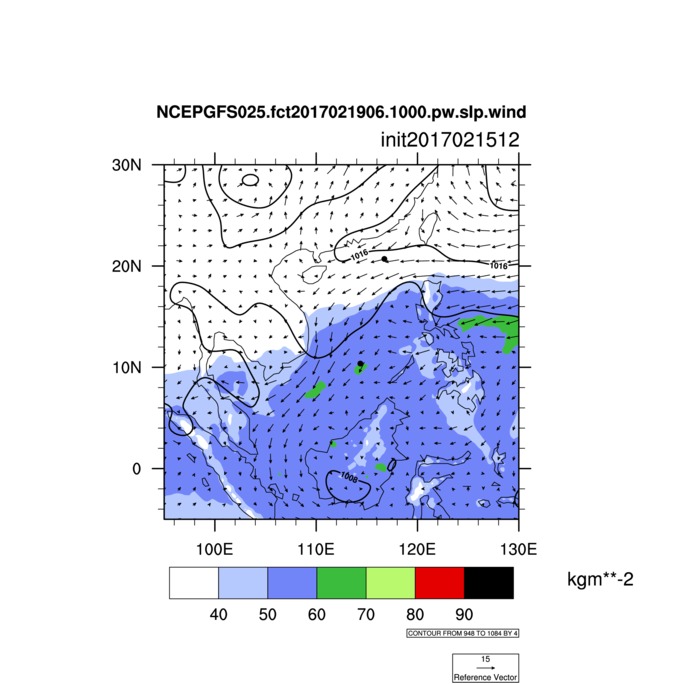 NCEPGFS025.fct2017021906.1000.pw.slp.wind
init2017021512
30N
20N
10N
0
1016
1016
1008
100E 110E 120E 130E
kgm**-2
40 50 60 70 80 90
CONTOUR FROM 948 TO 1084 BY 4
15
Reference Vector